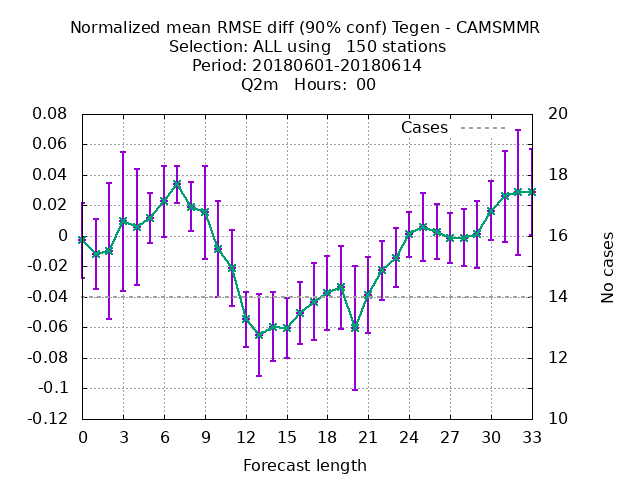 Normalized mean RMSE diff (90% conf) Tegen - CAMSMMR
Selection: ALL using   150 stations
Period: 20180601-20180614
Q2m   Hours:  00
Cases
0.08
0.06
0.04
0.02
0
-0.02
-0.04
-0.06
-0.08
-0.1
-0.12
20
18
16
14
12
10
No cases
0 3 6 9 12 15 18 21 24 27 30 33
Forecast length